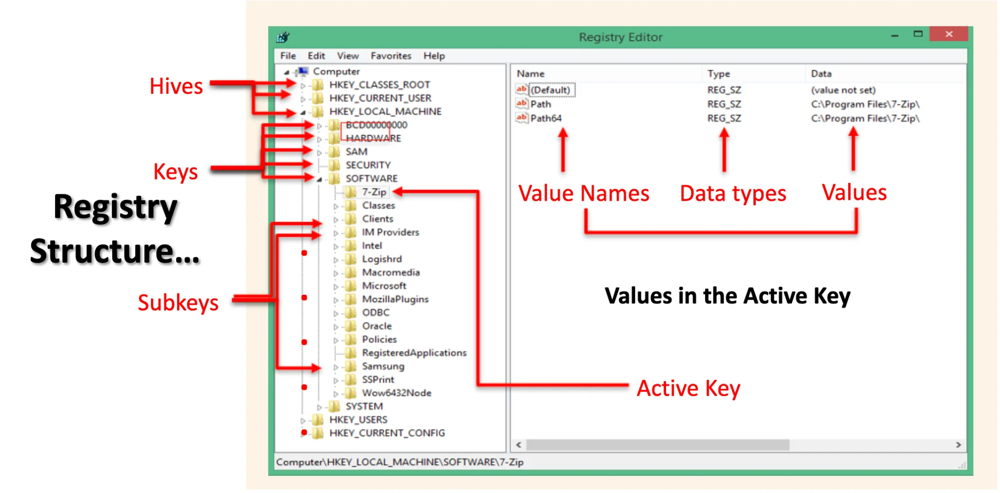 Registry Editor
File Edit View Favorites Help
Computer
HKEY_CLASSES_ROOT
HKEY_CURRENT_USER
HKEY_LOCAL_MACHINE
BCD00000000
HARDWARE
SAM
SECURITY
SOFTWARE
7-Zip
Classes
Clients
IM Providers
Intel
Logishrd
Macromedia
Microsoft
MozillaPlugins
ODBC
Oracle
Policies
RegisteredApplications
Samsung
SSPrint
Wow6432Node
SYSTEM
HKEY_USERS
HKEY_CURRENT_CONFIG
Name Type Data
ab (Default) REG_SZ (value not set)
ab Path REG_SZ C:\Program Files\7-Zip\
ab Path64 REG_SZ C:\Program Files\7-Zip\
Computer\HKEY_LOCAL_MACHINE\SOFTWARE\7-Zip
Hives
Keys
Registry
Structure...
Subkeys
Value Names Data types Values
Values in the Active Key
Active Key